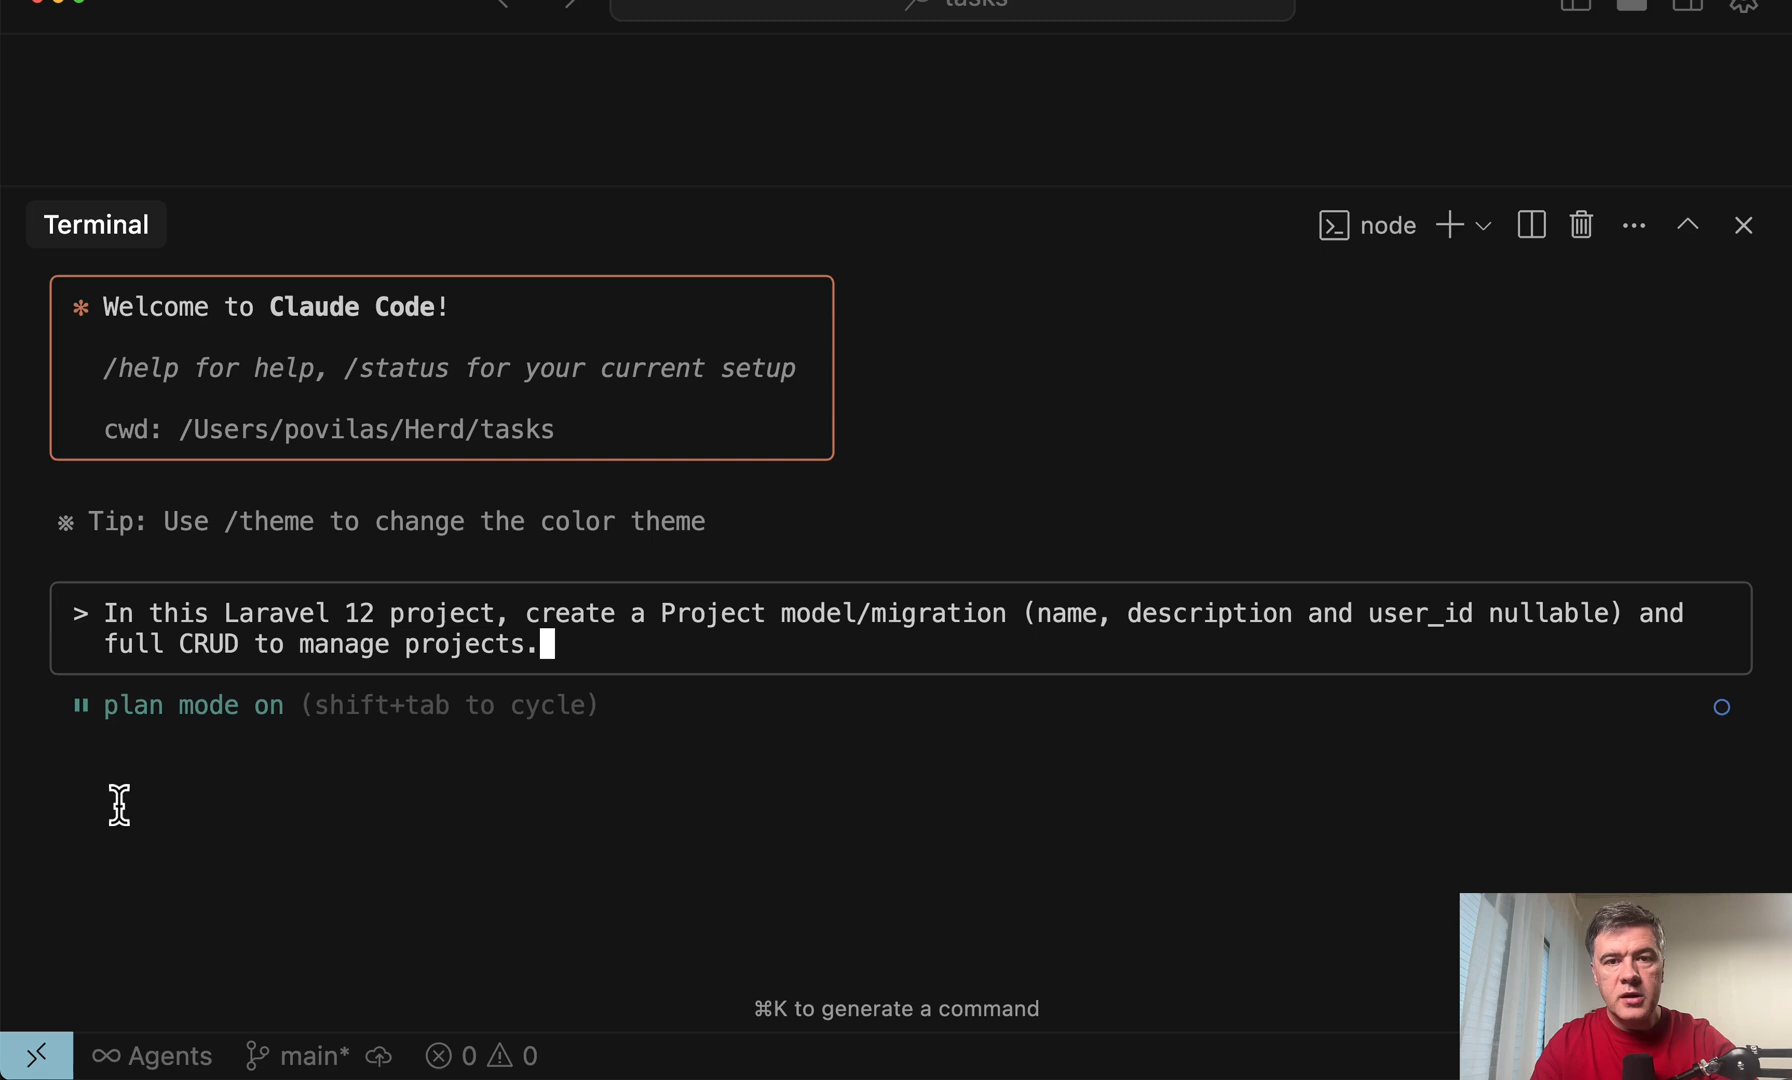 tasks
Terminal
node
* Welcome to Claude Code!
/help for help, /status for your current setup
cwd: /Users/povilas/Herd/tasks
※ Tip: Use /theme to change the color theme
> In this Laravel 12 project, create a Project model/migration (name, description and user_id nullable) and
full CRUD to manage projects.
⏸ plan mode on (shift+tab to cycle)
⌘K to generate a command
Agents main* 0 0